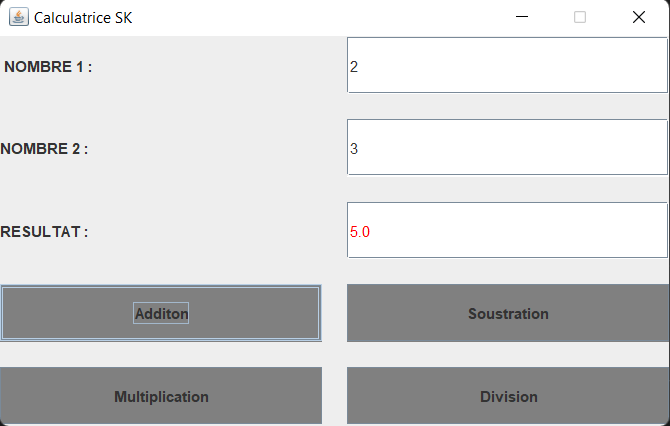 Calculatrice SK
NOMBRE 1 : 2
NOMBRE 2 : 3
RESULTAT : 5.0
Additon Soustration
Multiplication Division